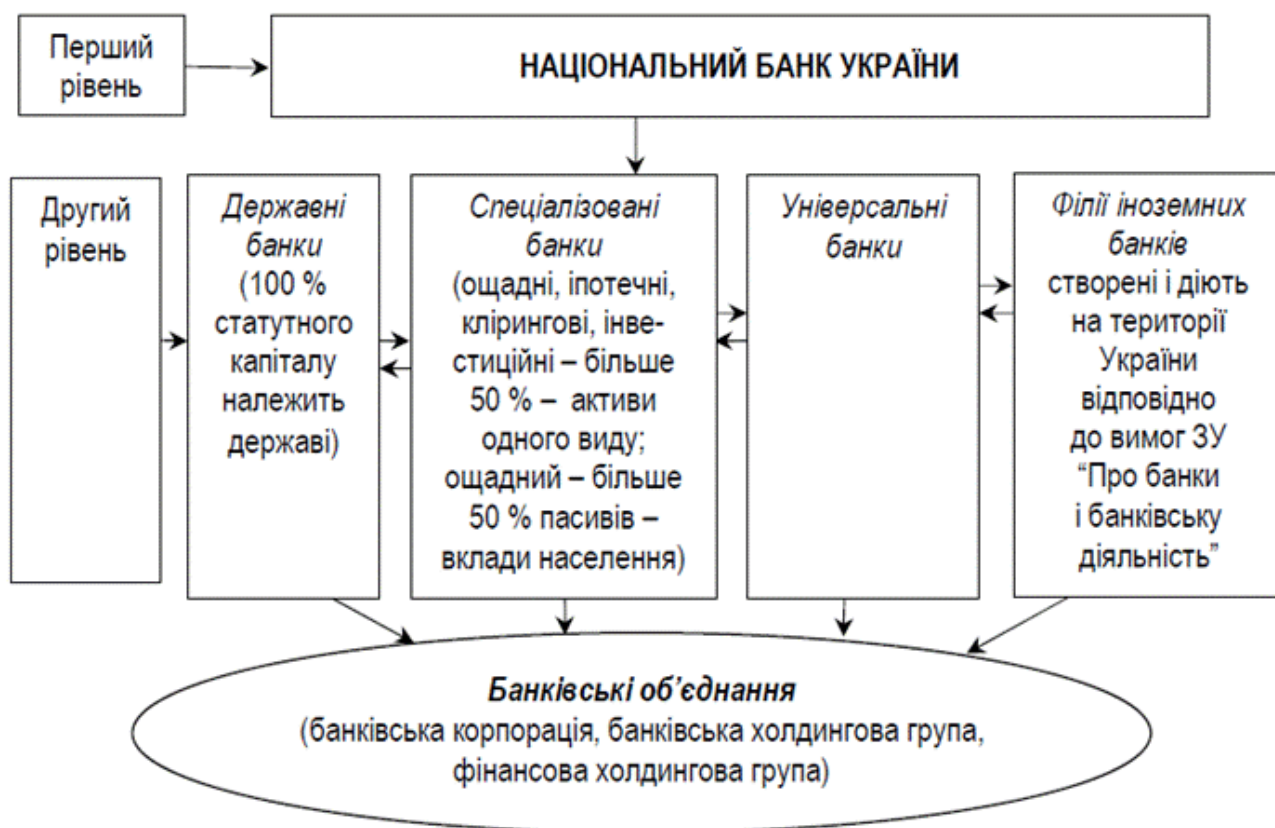 Перший
рівень
НАЦІОНАЛЬНИЙ БАНК УКРАЇНИ
Другий
рівень
Державні
банки
(100 %
статутного
капіталу
належить
державі)
Спеціалізовані
банки
(ощадні, іпотечні,
клірингові, інве-
стиційні – більше
50 % – активи
одного виду;
ощадний – більше
50 % пасивів –
вклади населення)
Універсальні
банки
Філії іноземних
банків
створені і діють
на території
України
відповідно
до вимог ЗУ
“Про банки
і банківську
діяльність”
Банківські об’єднання
(банківська корпорація, банківська холдингова група,
фінансова холдингова група)